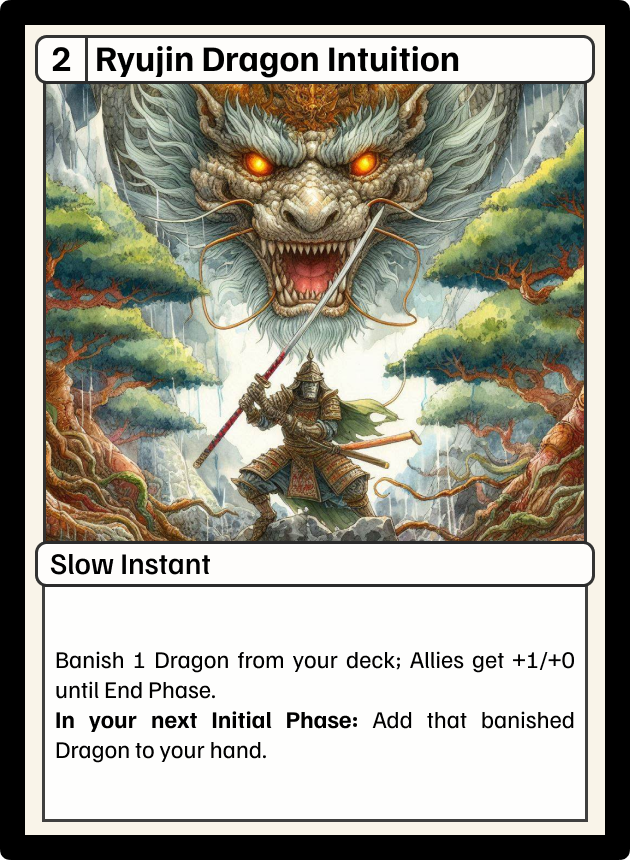 2 Ryujin Dragon Intuition
Slow Instant
Banish 1 Dragon from your deck; Allies get +1/+0
until End Phase.
In your next Initial Phase: Add that banished
Dragon to your hand.